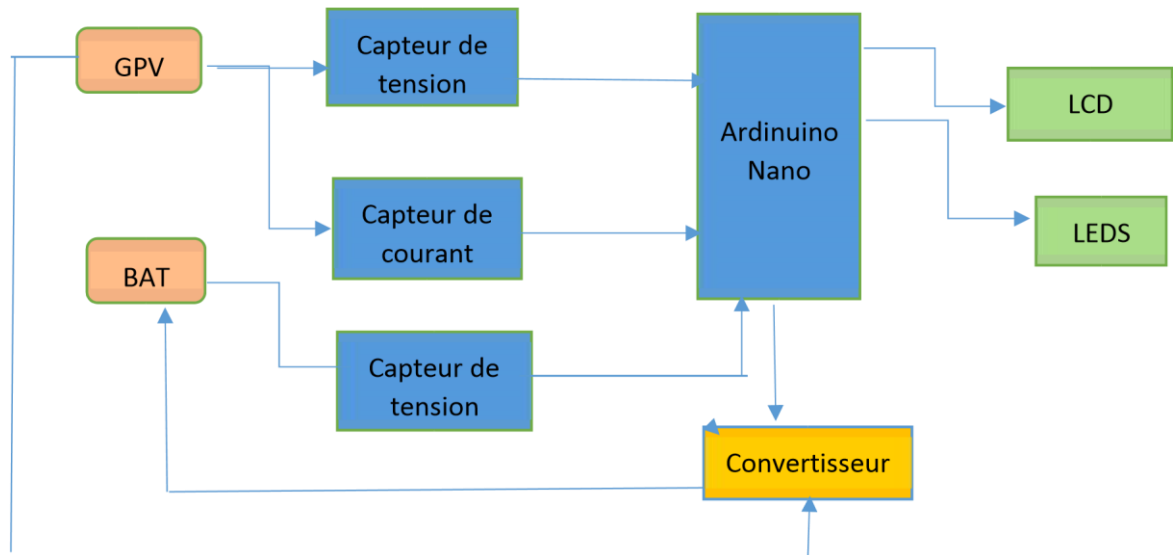 GPV
Capteur de
tension
Ardinuino
Nano
LCD
Capteur de
courant
LEDS
BAT
Capteur de
tension
Convertisseur